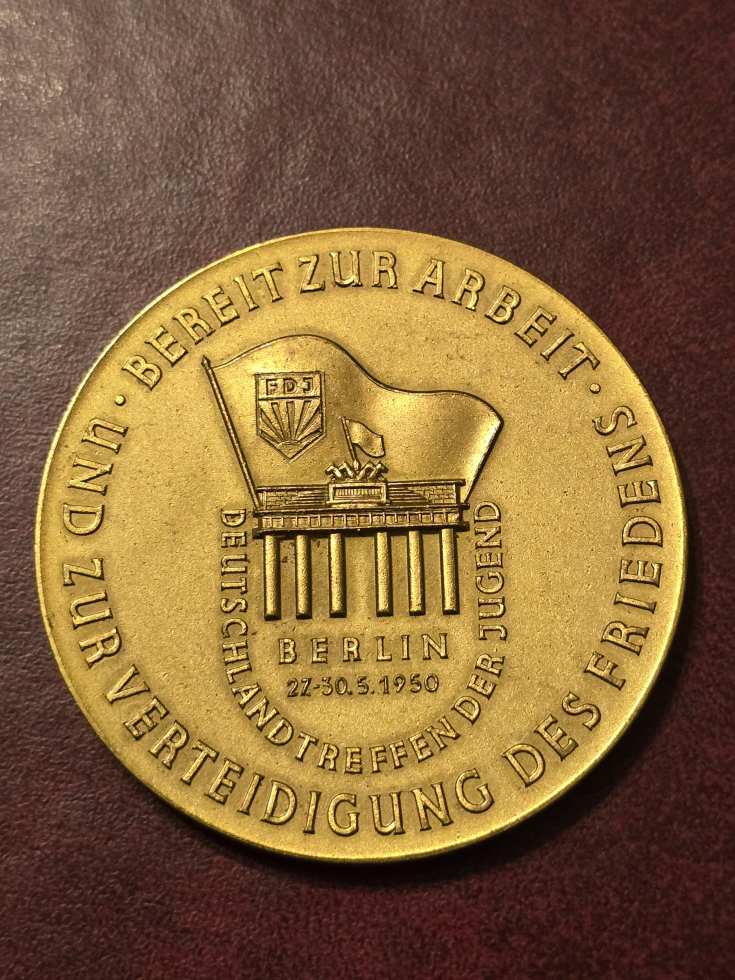 · BEREIT ZUR ARBEIT ·
UND ZUR VERTEIDIGUNG DES FRIEDENS
FDJ
DEUTSCHLANDTREFFEN DER JUGEND
BERLIN
27-30.5.1950